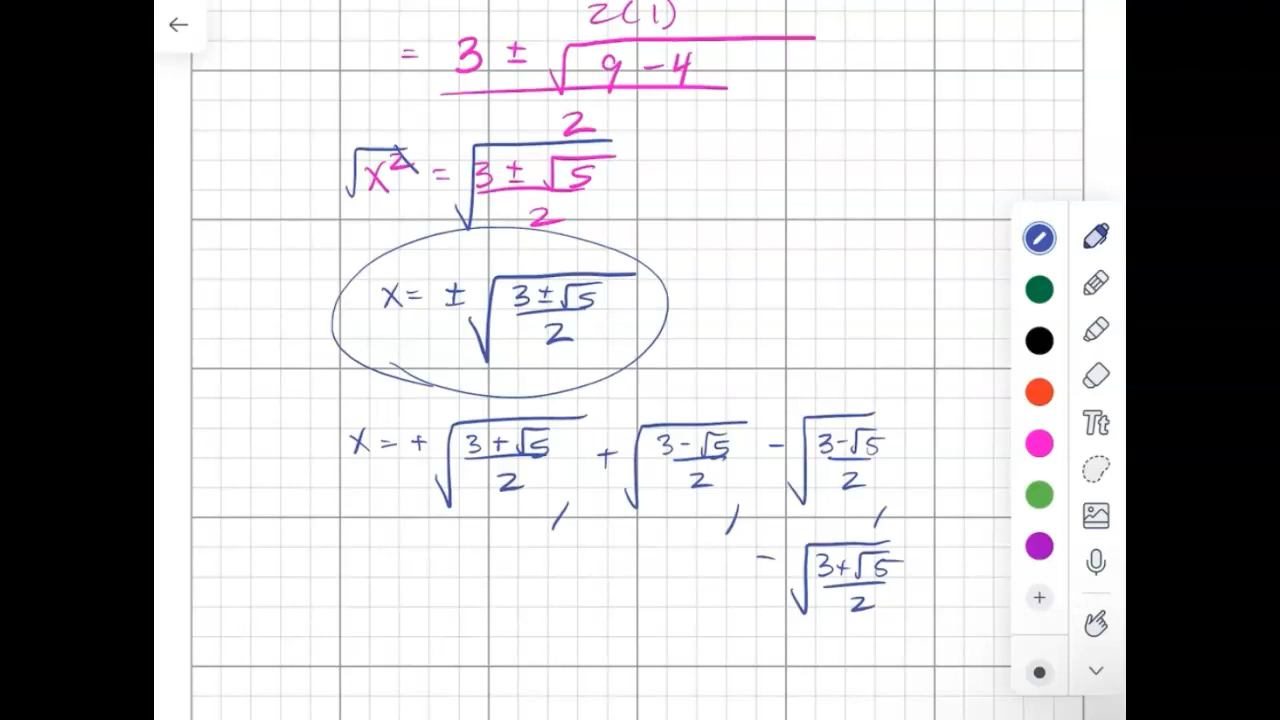 2(1)
= 3 ± √(9 - 4)
2
√x² = √((3 ± √5)/2)
x = ± √((3 ± √5)/2)
x = + √((3 + √5)/2) , + √((3 - √5)/2) , - √((3 - √5)/2) ,
- √((3 + √5)/2)
Tt